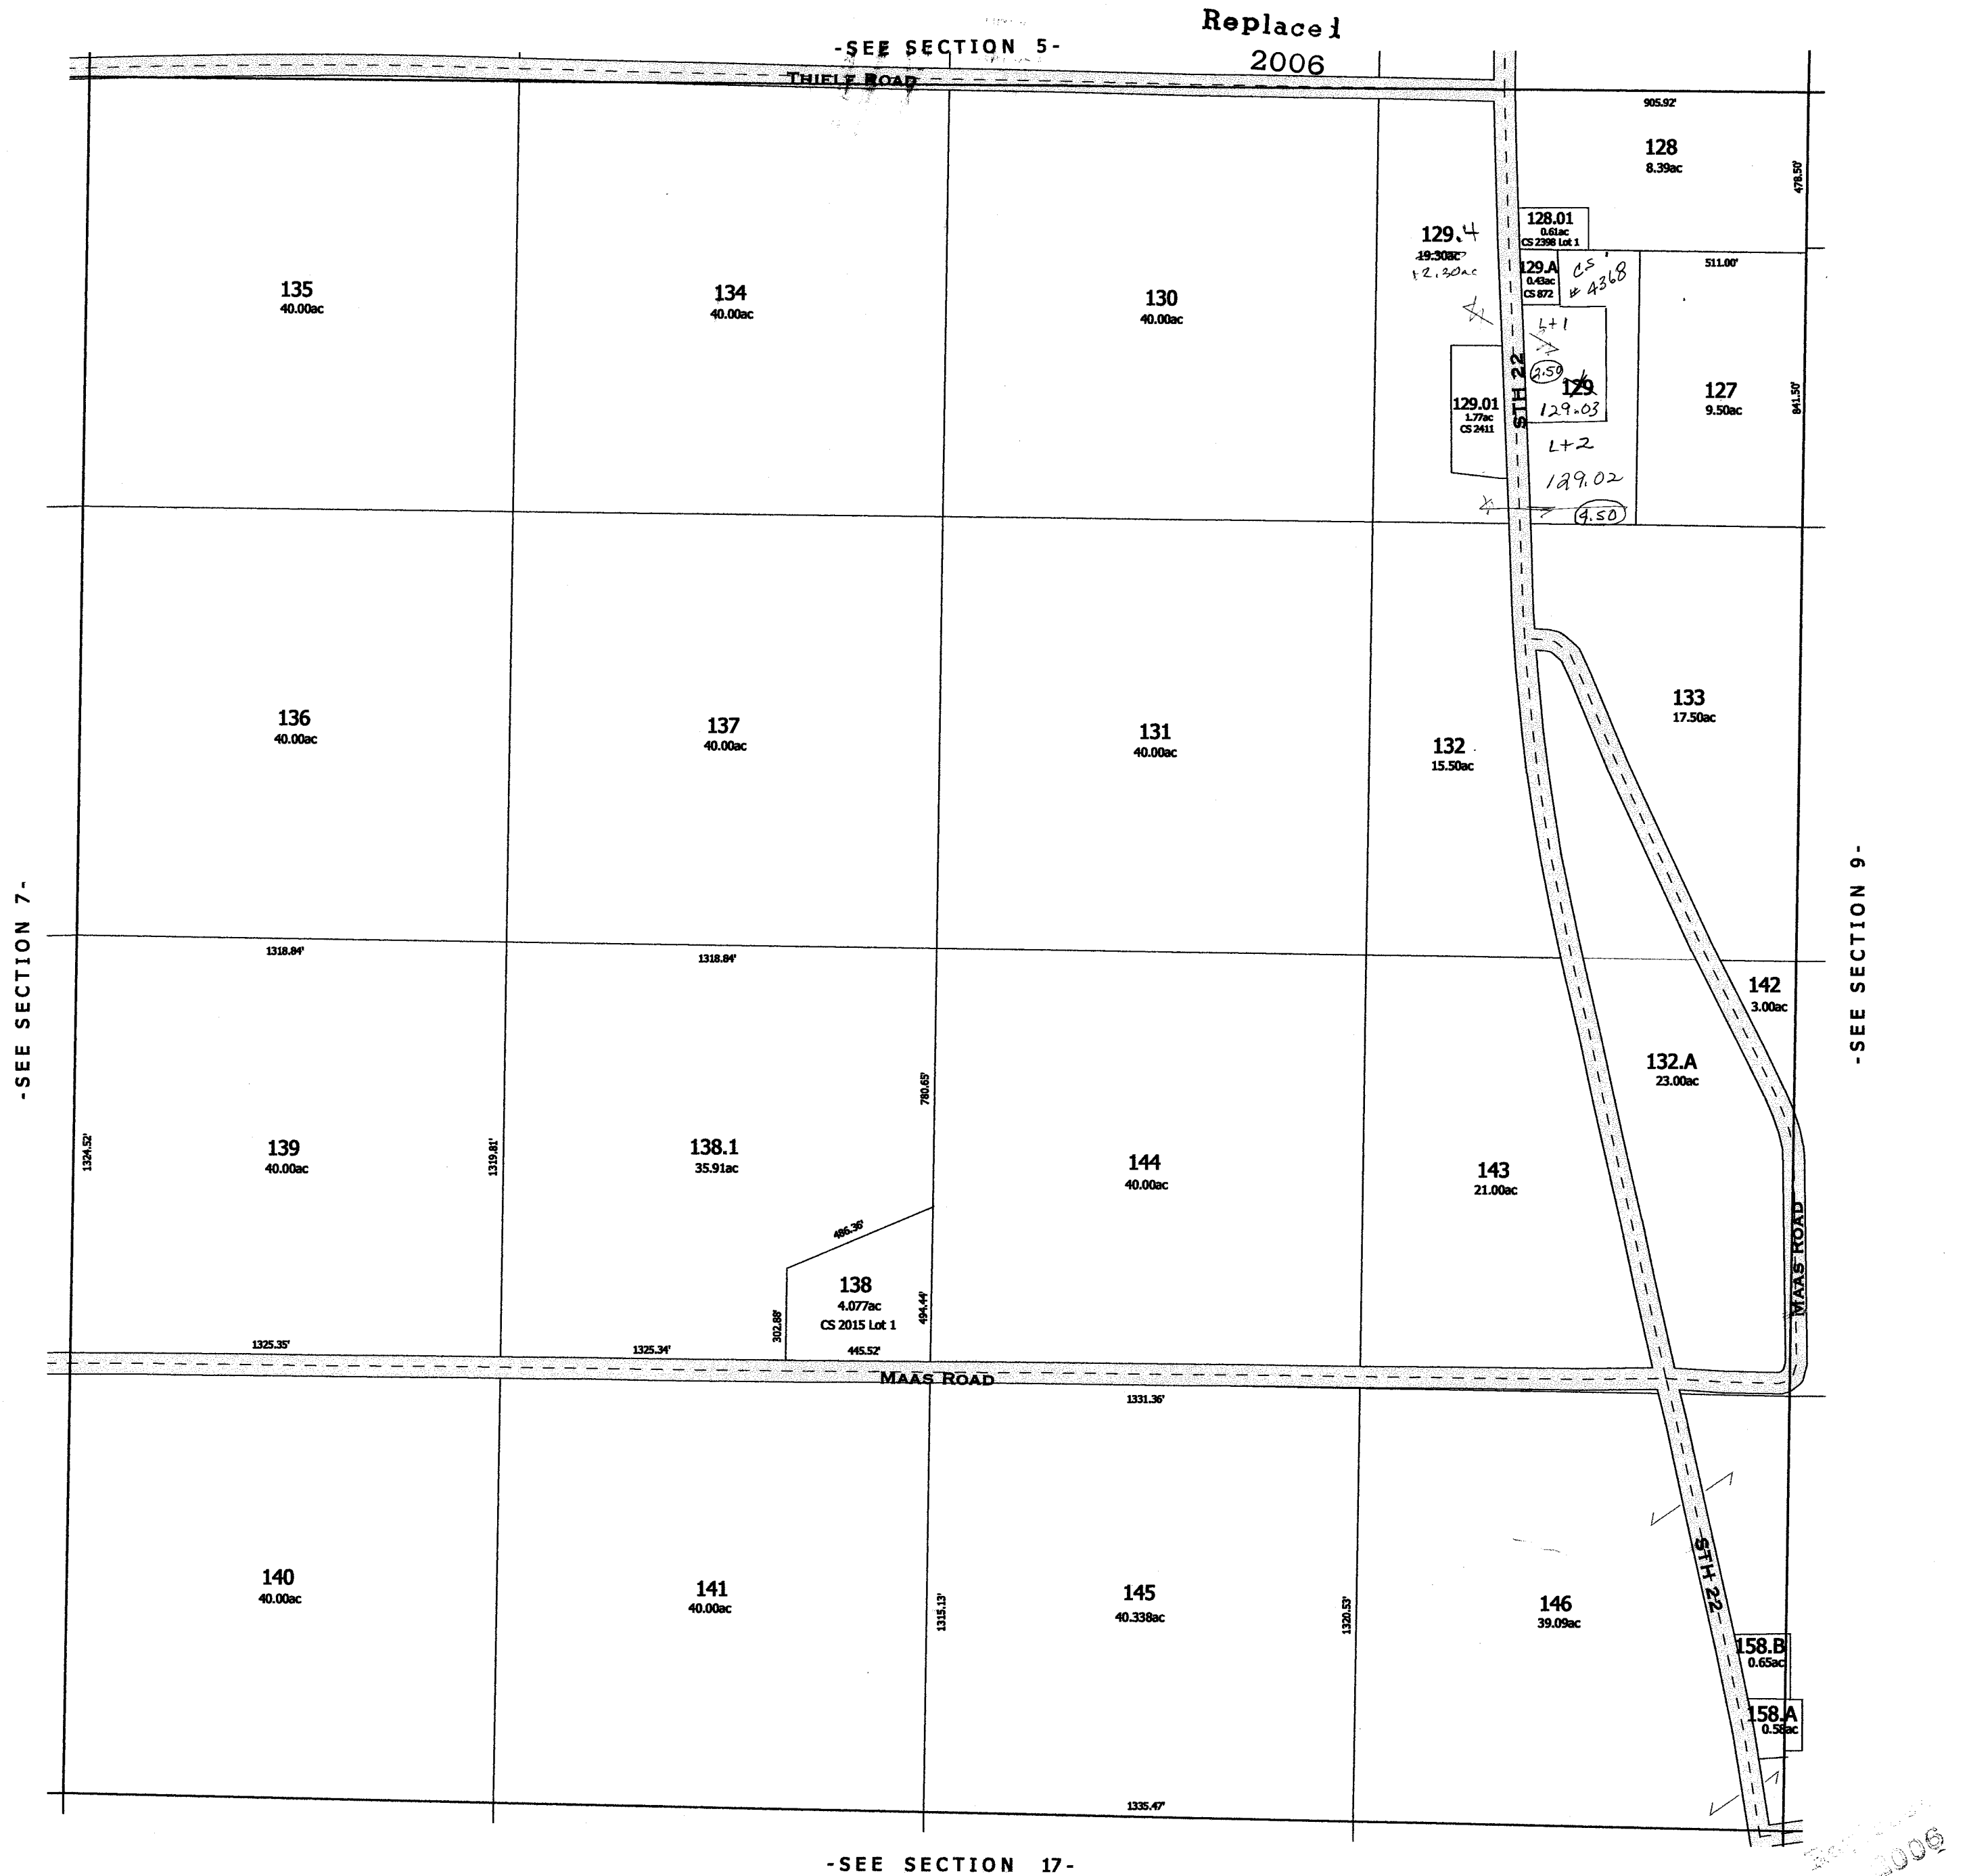 Replaced
2006
-SEE SECTION 5-
THIELE ROAD
905.92'
128
8.39ac
478.50'
128.01
0.61ac
CS 2398 Lot 1
129.4
19.30ac
12.30ac
129.A
0.43ac
CS 872
CS
# 4368
511.00'
135
40.00ac
134
40.00ac
130
40.00ac
L+1
2.50
129
129.03
STH 22
129.01
1.77ac
CS 2411
127
9.50ac
841.50'
L+2
129.02
9.50
136
40.00ac
137
40.00ac
131
40.00ac
132
15.50ac
133
17.50ac
-SEE SECTION 7-
-SEE SECTION 9-
1318.84'
1318.84'
142
3.00ac
132.A
23.00ac
780.65'
1324.52'
139
40.00ac
1319.81'
138.1
35.91ac
144
40.00ac
143
21.00ac
MAAS ROAD
486.36'
138
4.077ac
CS 2015 Lot 1
302.88'
494.44'
1325.35'
1325.34'
445.52'
MAAS ROAD
1331.36'
STH 22
140
40.00ac
141
40.00ac
1315.13'
145
40.338ac
1320.53'
146
39.09ac
158.B
0.65ac
158.A
0.58ac
1335.47'
2006
-SEE SECTION 17-